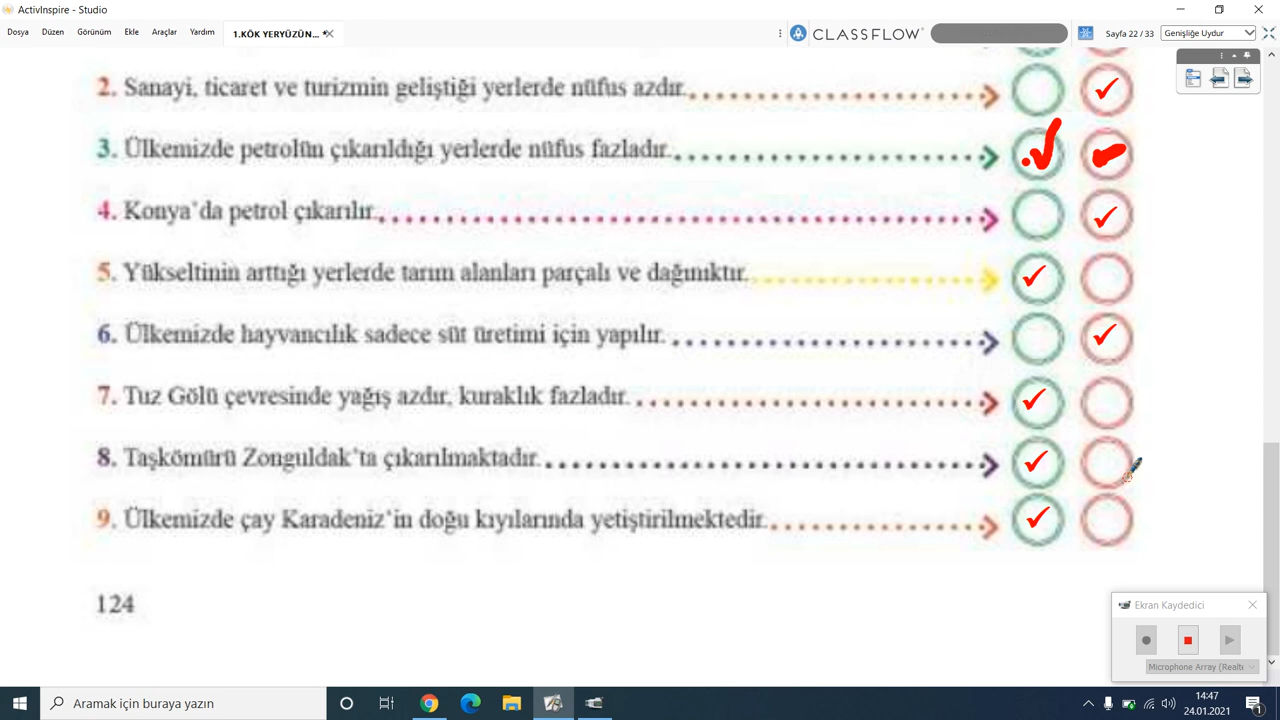 ActivInspire - Studio
Dosya Düzen Görünüm Ekle Araçlar Yardım
1.KÖK YERYÜZÜN...
CLASSFLOW
Sayfa 22 / 33
Genişliğe Uydur
2. Sanayi, ticaret ve turizmin geliştiği yerlerde nüfus azdır.
3. Ülkemizde petrolün çıkarıldığı yerlerde nüfus fazladır.
4. Konya'da petrol çıkarılır.
5. Yükseltinin arttığı yerlerde tarım alanları parçalı ve dağınıktır.
6. Ülkemizde hayvancılık sadece süt üretimi için yapılır.
7. Tuz Gölü çevresinde yağış azdır, kuraklık fazladır.
8. Taşkömürü Zonguldak'ta çıkarılmaktadır.
9. Ülkemizde çay Karadeniz'in doğu kıyılarında yetiştirilmektedir.
124
Ekran Kaydedici
Microphone Array (Realte
Aramak için buraya yazın
14:47
24.01.2021
1